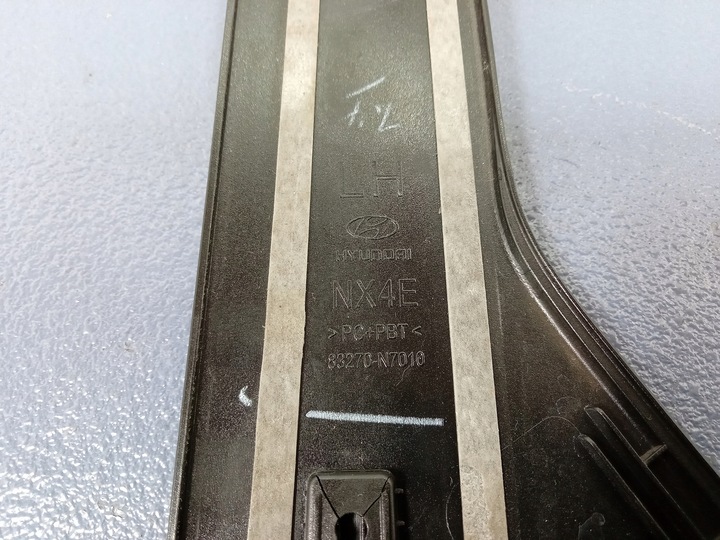 LH
HYUNDAI
NX4E
>PC+PBT<
83270-N7010